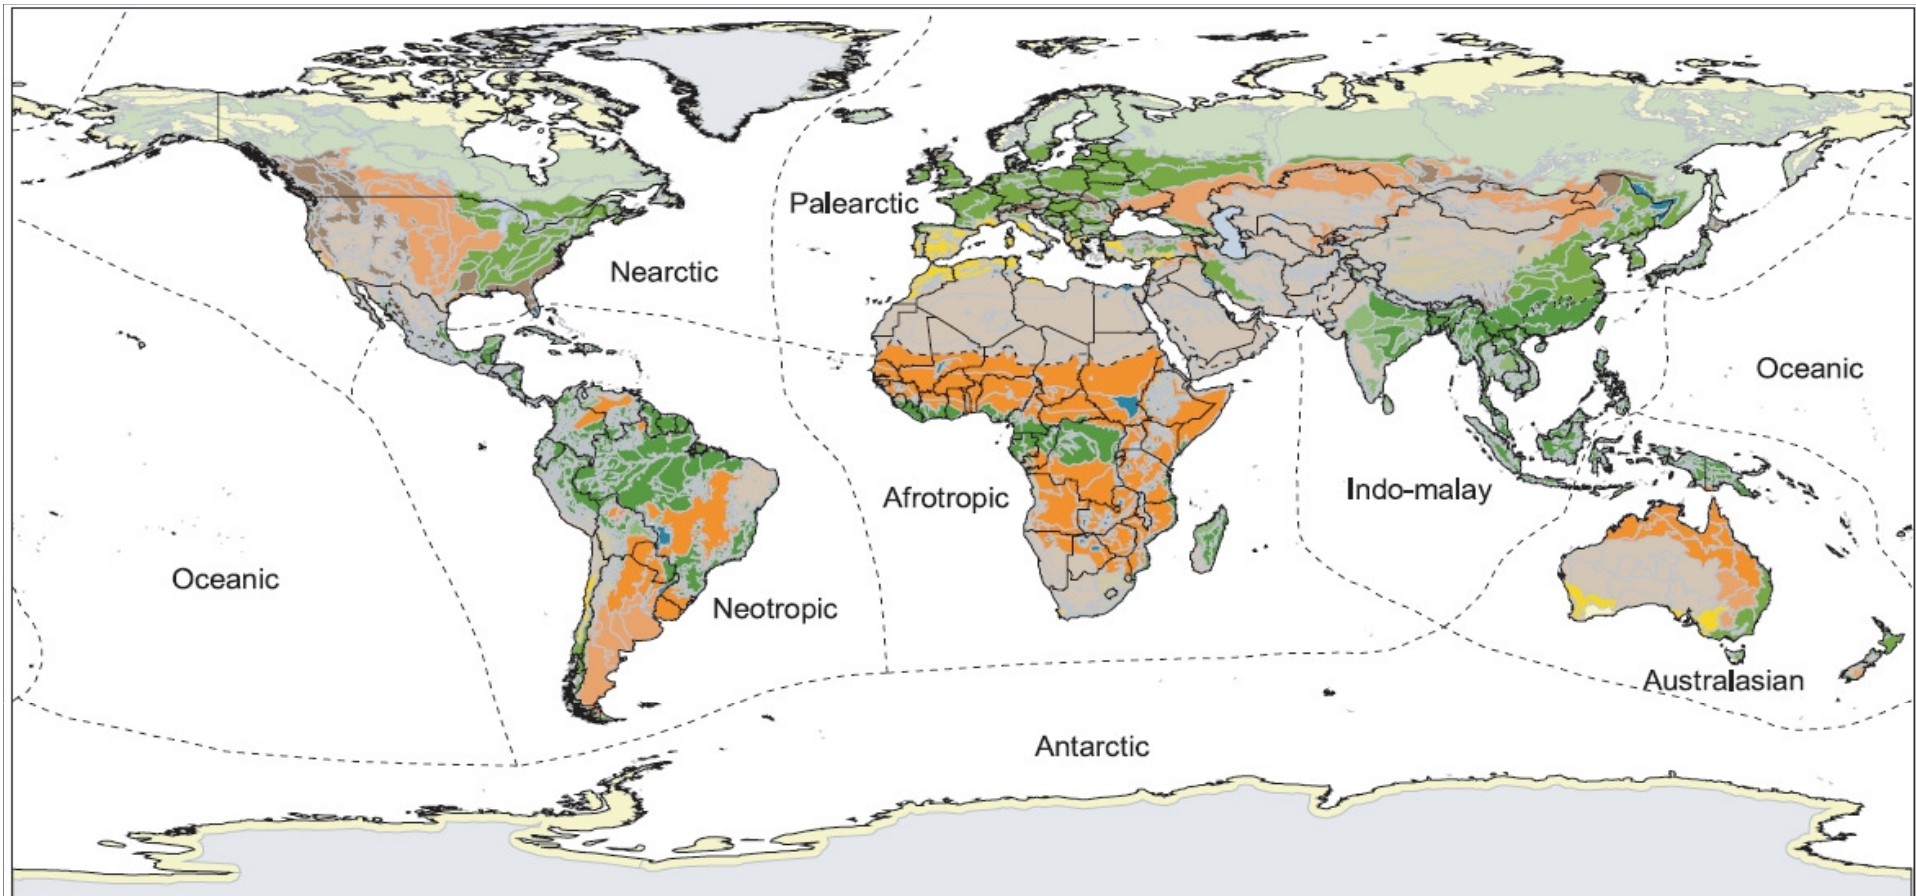 Palearctic
Nearctic
Oceanic
Afrotropic
Indo-malay
Oceanic
Neotropic
Australasian
Antarctic